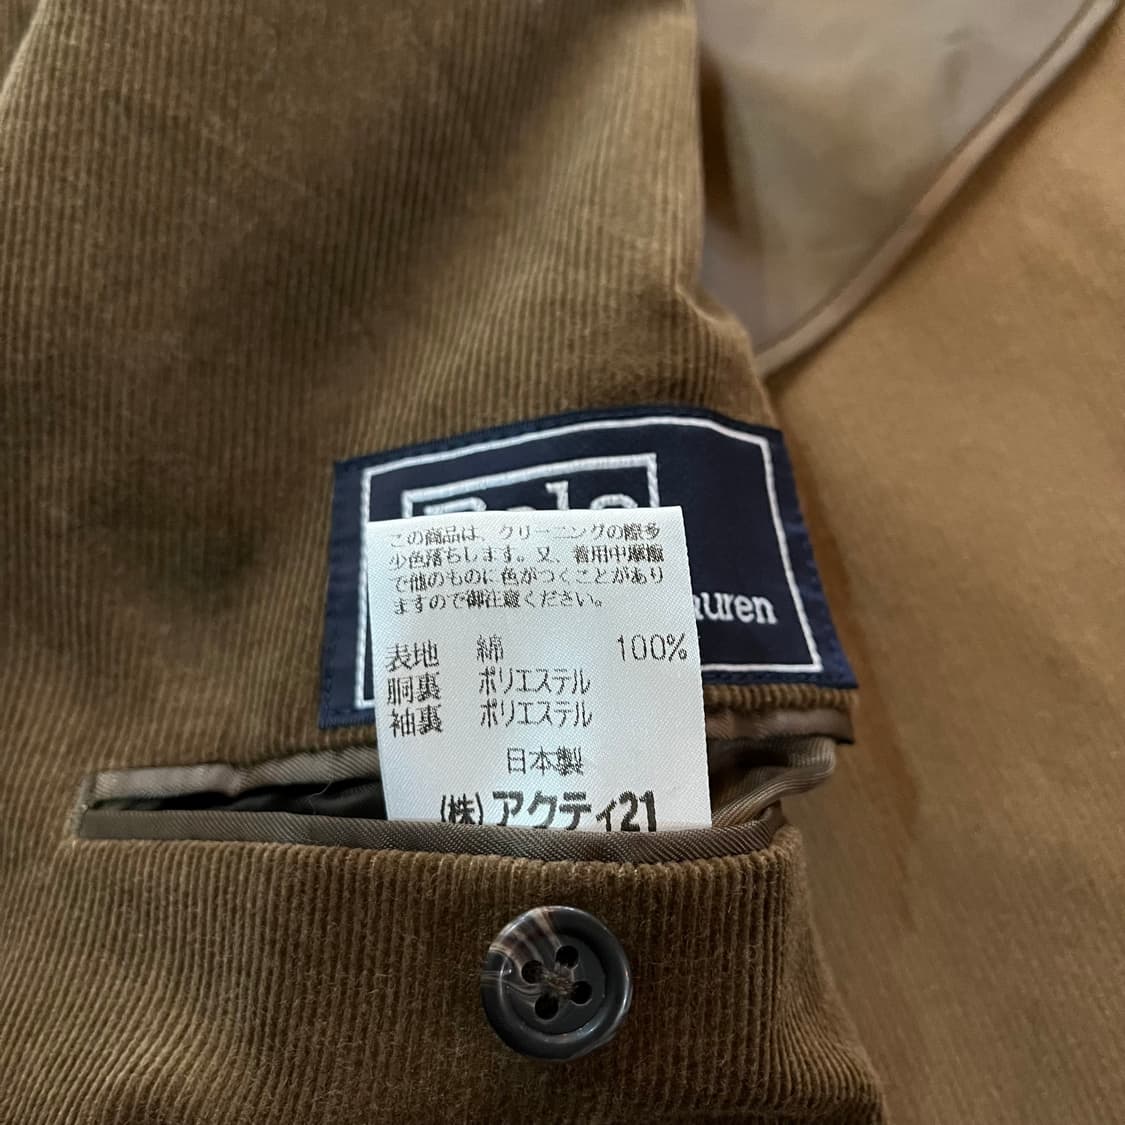 この商品は、クリーニングの際多
少色落ちします。又、着用中摩擦
で他のものに色がつくことがあり
ますので御注意ください。
表地 綿 100%
胴裏 ポリエステル
袖裏 ポリエステル
日本製
(株)アクティ21